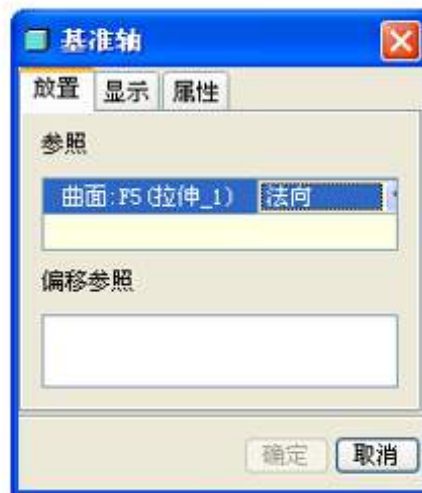 基准轴
放置 显示 属性
参照
曲面:F5(拉伸_1) 法向
偏移参照
确定 取消